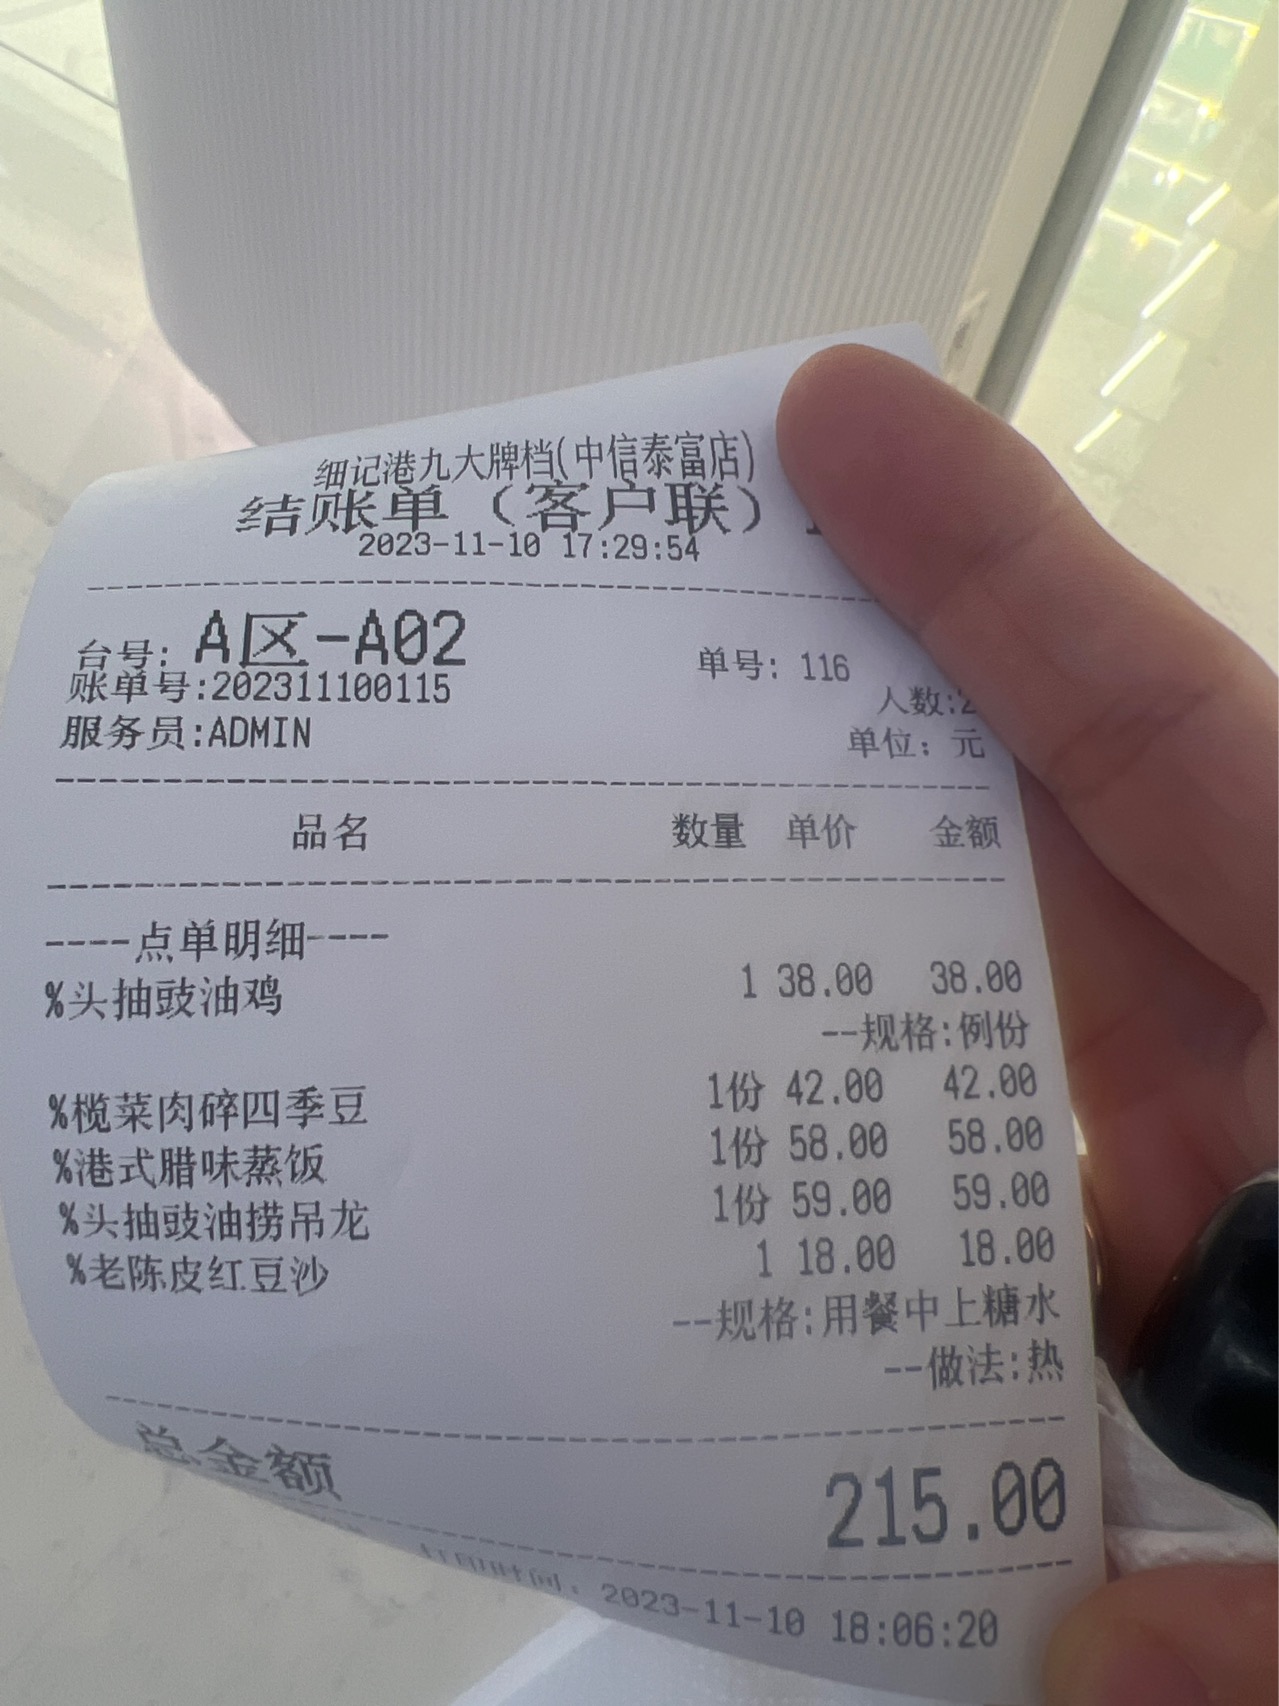 细记港九大牌档(中信泰富店)
结账单（客户联）
2023-11-10 17:29:54
台号: A区-A02 单号: 116
账单号:202311100115 人数:2
服务员:ADMIN 单位: 元
品名 数量 单价 金额
----点单明细----
%头抽豉油鸡 1 38.00 38.00
--规格:例份
%榄菜肉碎四季豆 1份 42.00 42.00
%港式腊味蒸饭 1份 58.00 58.00
%头抽豉油捞吊龙 1份 59.00 59.00
%老陈皮红豆沙 1 18.00 18.00
--规格:用餐中上糖水
--做法:热
总金额 215.00
打印时间: 2023-11-10 18:06:20